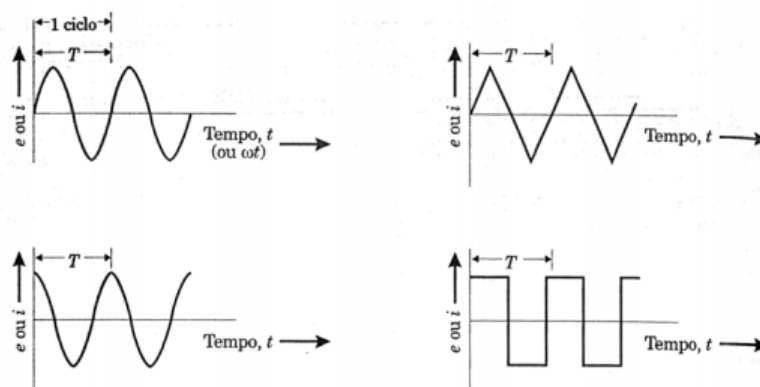 1 ciclo
T
e ou i
Tempo, t
(ou ωt)
T
e ou i
Tempo, t
T
e ou i
Tempo, t
T
e ou i
Tempo, t